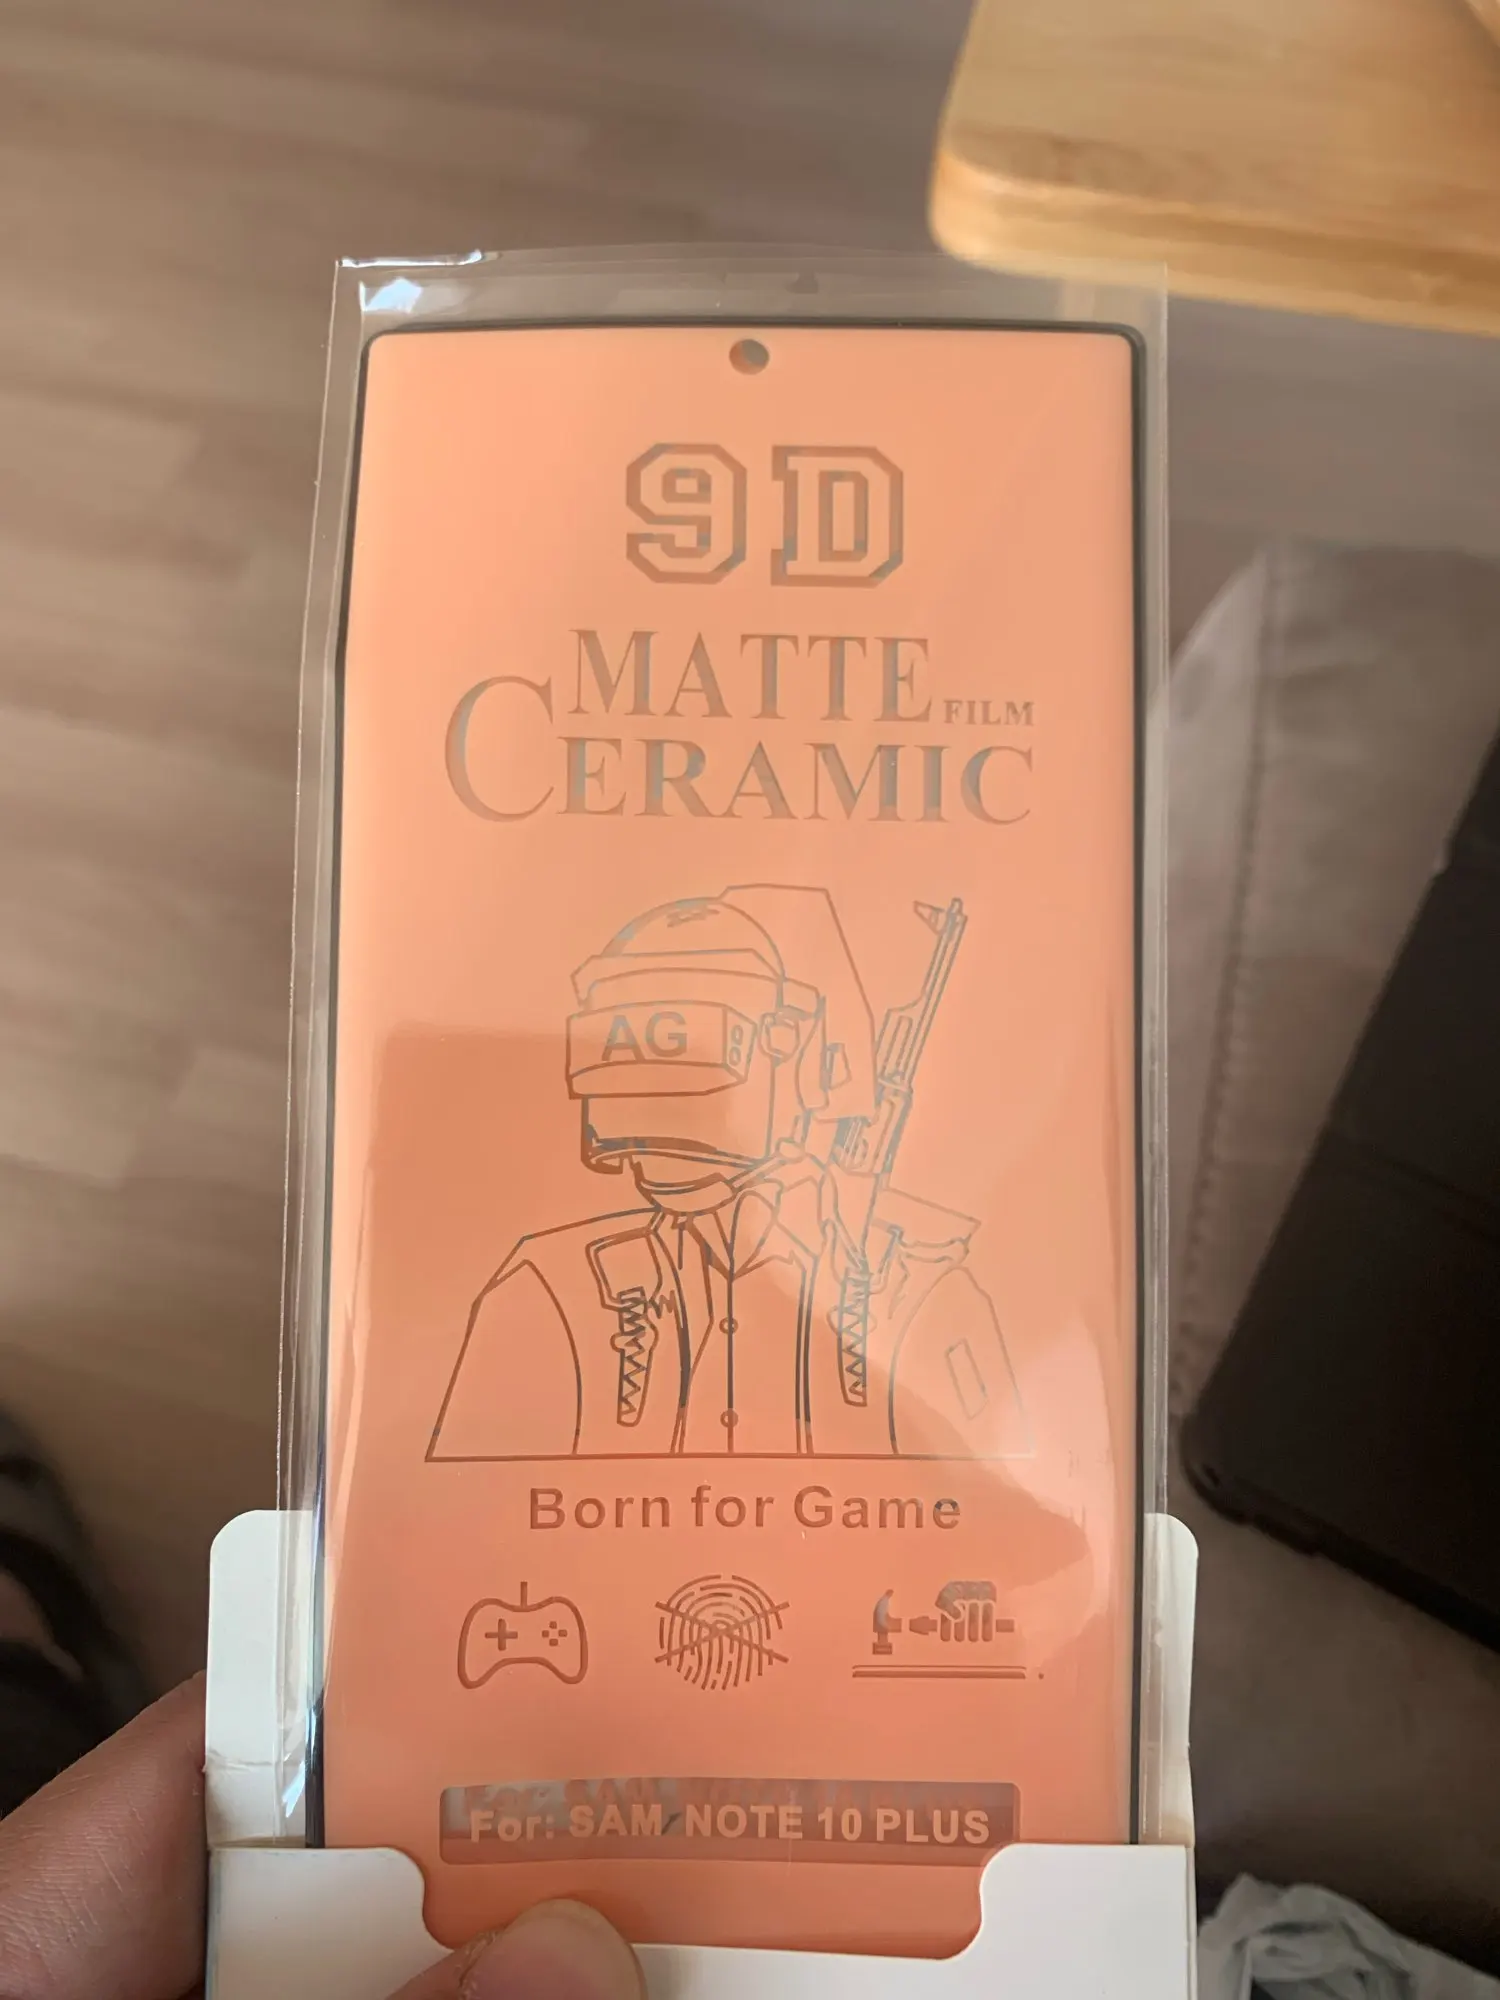 9D
MATTE
FILM
CERAMIC
AG
Born for Game
For: SAM NOTE 10 PLUS